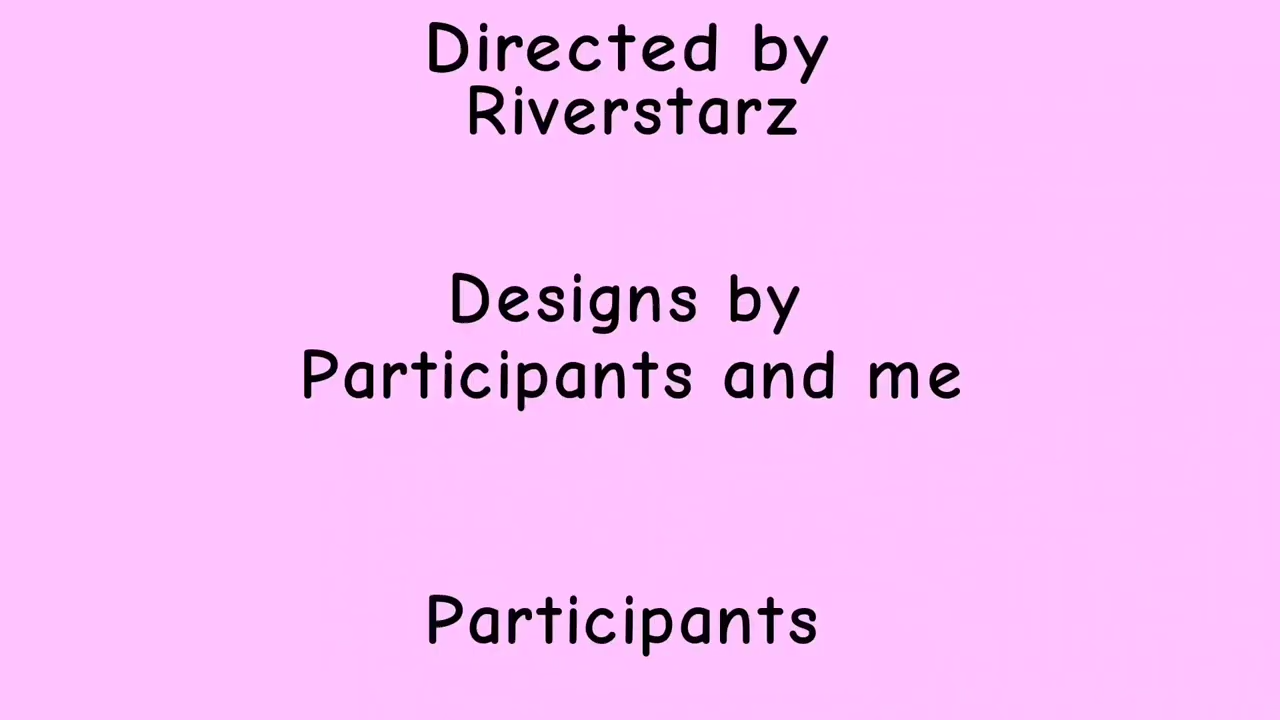 Directed by
Riverstarz
Designs by
Participants and me
Participants